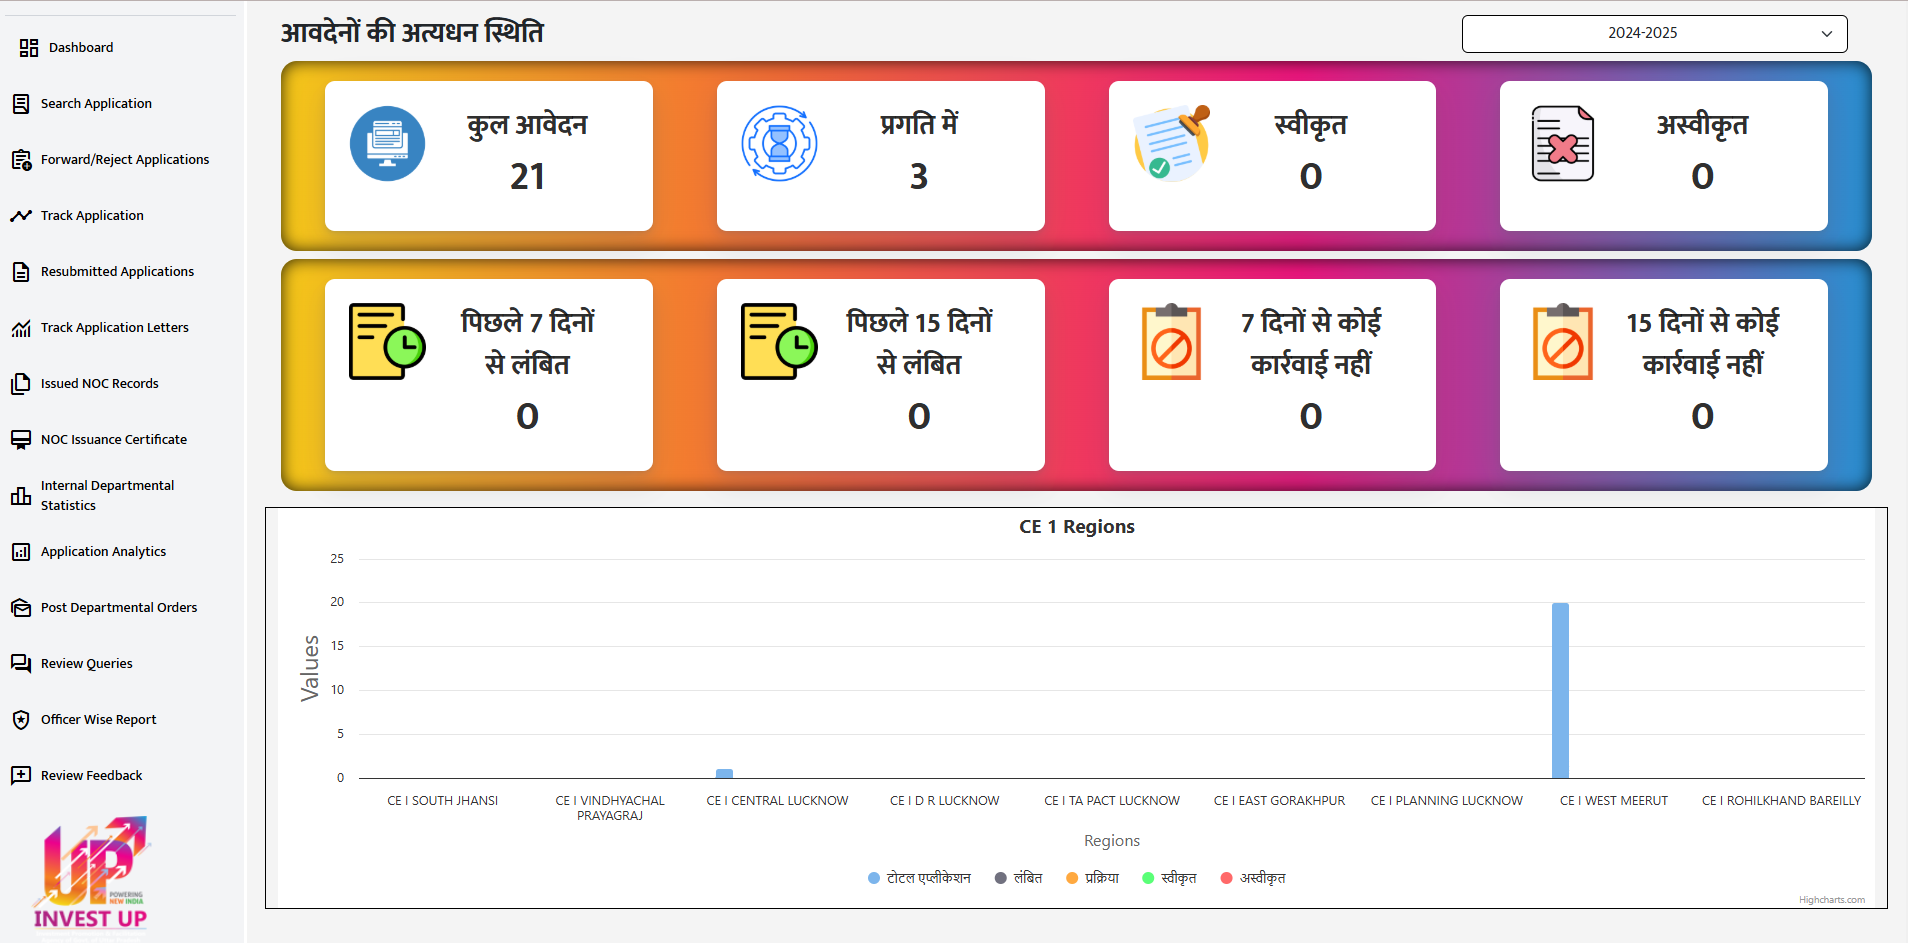 Dashboard
Search Application
Forward/Reject Applications
Track Application
Resubmitted Applications
Track Application Letters
Issued NOC Records
NOC Issuance Certificate
Internal Departmental
Statistics
Application Analytics
Post Departmental Orders
Review Queries
Officer Wise Report
Review Feedback
UP
POWERING
NEW INDIA
INVEST UP
आवदेनों की अत्यधन स्थिति
2024-2025
कुल आवेदन
21
प्रगति में
3
स्वीकृत
0
अस्वीकृत
0
पिछले 7 दिनों
से लंबित
0
पिछले 15 दिनों
से लंबित
0
7 दिनों से कोई
कार्रवाई नहीं
0
15 दिनों से कोई
कार्रवाई नहीं
0
CE 1 Regions
Values
25
20
15
10
5
0
CE I SOUTH JHANSI
CE I VINDHYACHAL
PRAYAGRAJ
CE I CENTRAL LUCKNOW
CE I D R LUCKNOW
CE I TA PACT LUCKNOW
CE I EAST GORAKHPUR
CE I PLANNING LUCKNOW
CE I WEST MEERUT
CE I ROHILKHAND BAREILLY
Regions
टोटल एप्लीकेशन
लंबित
प्रक्रिया
स्वीकृत
अस्वीकृत
Highcharts.com